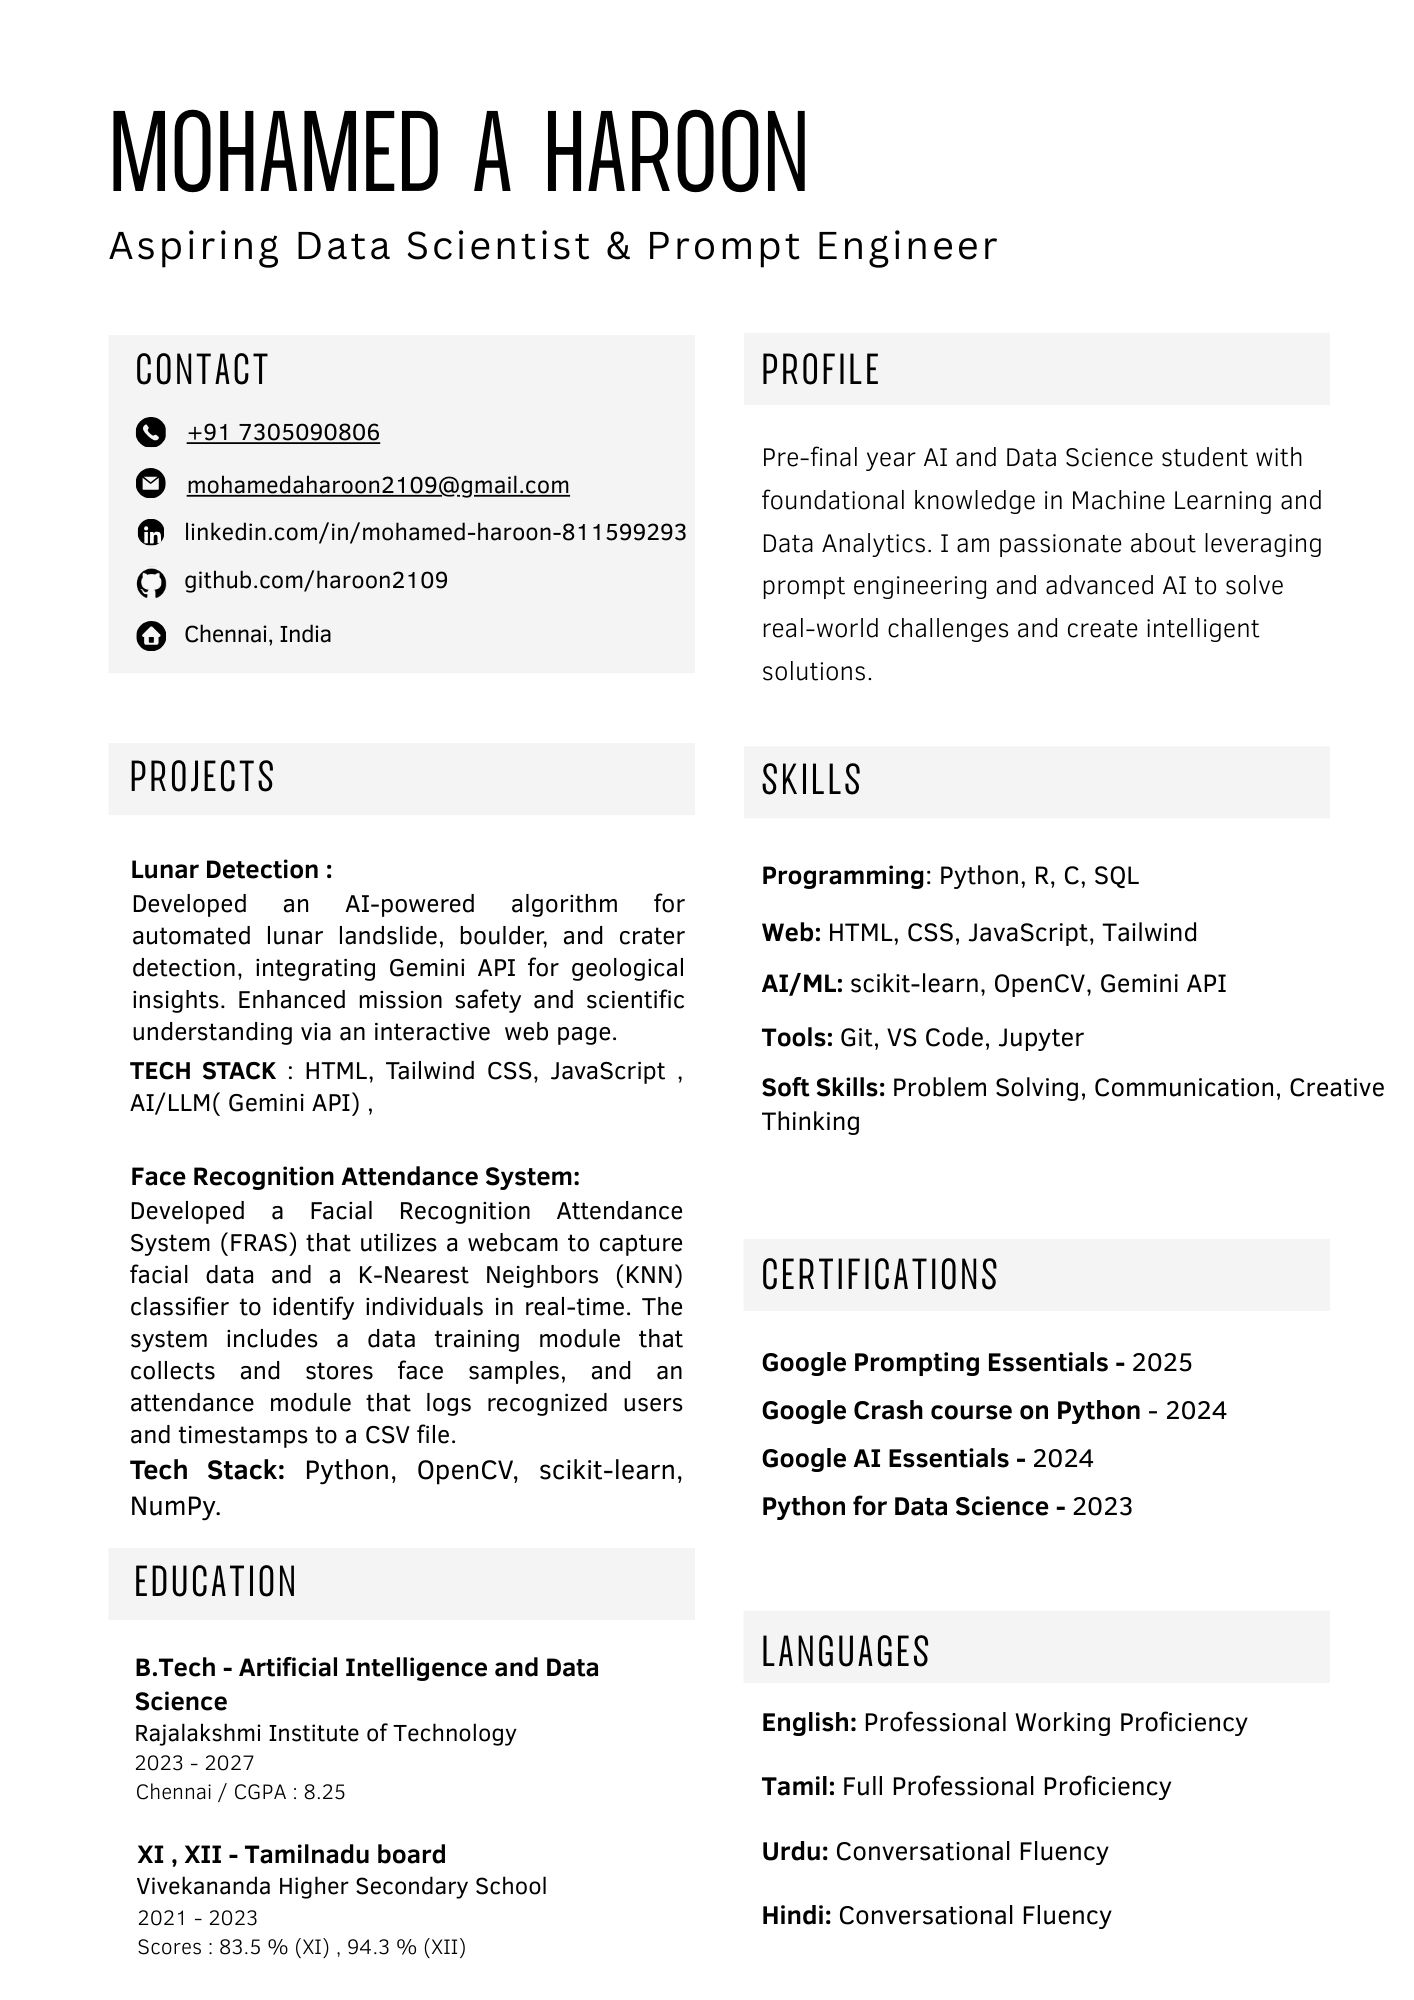 MOHAMED A HAROON
Aspiring Data Scientist & Prompt Engineer
CONTACT
+91 7305090806
mohamedaharoon2109@gmail.com
linkedin.com/in/mohamed-haroon-811599293
github.com/haroon2109
Chennai, India
PROJECTS
Lunar Detection :
Developed an AI-powered algorithm for
automated lunar landslide, boulder, and crater
detection, integrating Gemini API for geological
insights. Enhanced mission safety and scientific
understanding via an interactive web page.
TECH STACK : HTML, Tailwind CSS, JavaScript ,
AI/LLM( Gemini API) ,
Face Recognition Attendance System:
Developed a Facial Recognition Attendance
System (FRAS) that utilizes a webcam to capture
facial data and a K-Nearest Neighbors (KNN)
classifier to identify individuals in real-time. The
system includes a data training module that
collects and stores face samples, and an
attendance module that logs recognized users
and timestamps to a CSV file.
Tech Stack: Python, OpenCV, scikit-learn,
NumPy.
EDUCATION
B.Tech - Artificial Intelligence and Data
Science
Rajalakshmi Institute of Technology
2023 - 2027
Chennai / CGPA : 8.25
XI , XII - Tamilnadu board
Vivekananda Higher Secondary School
2021 - 2023
Scores : 83.5 % (XI) , 94.3 % (XII)
PROFILE
Pre-final year AI and Data Science student with
foundational knowledge in Machine Learning and
Data Analytics. I am passionate about leveraging
prompt engineering and advanced AI to solve
real-world challenges and create intelligent
solutions.
SKILLS
Programming: Python, R, C, SQL
Web: HTML, CSS, JavaScript, Tailwind
AI/ML: scikit-learn, OpenCV, Gemini API
Tools: Git, VS Code, Jupyter
Soft Skills: Problem Solving, Communication, Creative
Thinking
CERTIFICATIONS
Google Prompting Essentials - 2025
Google Crash course on Python - 2024
Google AI Essentials - 2024
Python for Data Science - 2023
LANGUAGES
English: Professional Working Proficiency
Tamil: Full Professional Proficiency
Urdu: Conversational Fluency
Hindi: Conversational Fluency